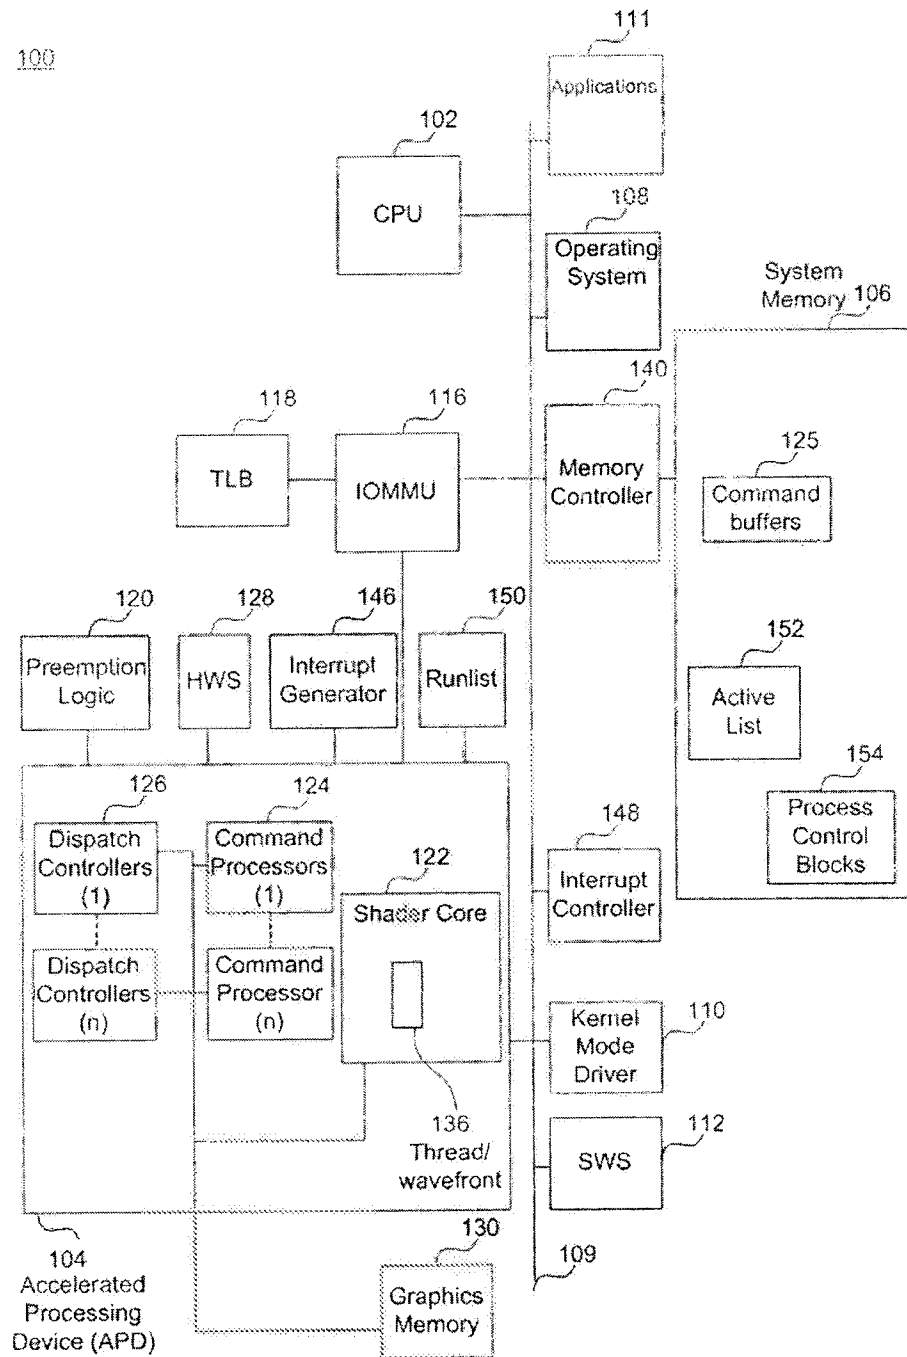 100
111
Applications
102
CPU
108
Operating
System
System
Memory 106
140
Memory
Controller
118
TLB
116
IOMMU
125
Command
buffers
120
Preemption
Logic
128
HWS
146
Interrupt
Generator
150
Runlist
152
Active
List
154
Process
Control
Blocks
126
Dispatch
Controllers
(1)
124
Command
Processors
(1)
122
Shader Core
148
Interrupt
Controller
Dispatch
Controllers
(n)
Command
Processor
(n)
Kernel
Mode
Driver
110
136
Thread/
wavefront
SWS
112
104
Accelerated
Processing
Device (APD)
130
Graphics
Memory
109